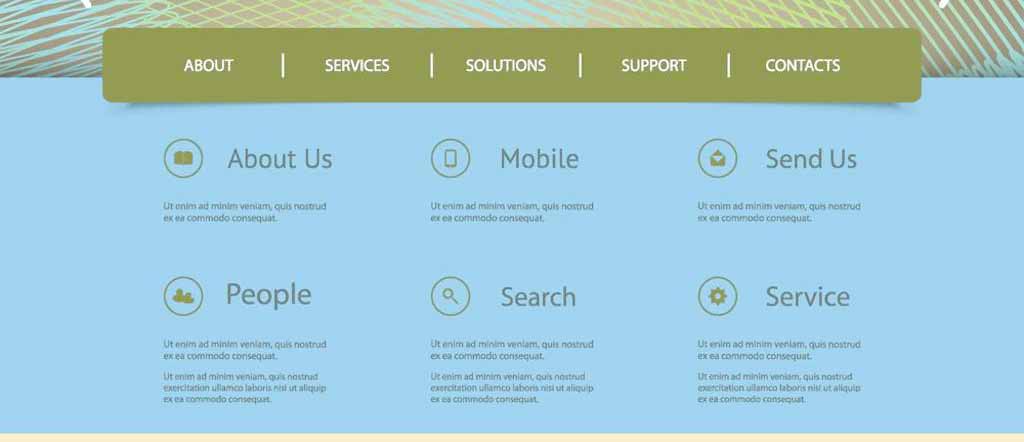 ABOUT SERVICES SOLUTIONS SUPPORT CONTACTS
About Us
Ut enim ad minim veniam, quis nostrud
ex ea commodo consequat.
Mobile
Ut enim ad minim veniam, quis nostrud
ex ea commodo consequat.
Send Us
Ut enim ad minim veniam, quis nostrud
ex ea commodo consequat.
People
Ut enim ad minim veniam, quis nostrud
ex ea commodo consequat.
Ut enim ad minim veniam, quis nostrud
exercitation ullamco laboris nisi ut aliquip
ex ea commodo consequat.
Search
Ut enim ad minim veniam, quis nostrud
ex ea commodo consequat.
Ut enim ad minim veniam, quis nostrud
exercitation ullamco laboris nisi ut aliquip
ex ea commodo consequat.
Service
Ut enim ad minim veniam, quis nostrud
ex ea commodo consequat.
Ut enim ad minim veniam, quis nostrud
exercitation ullamco laboris nisi ut aliquip
ex ea commodo consequat.